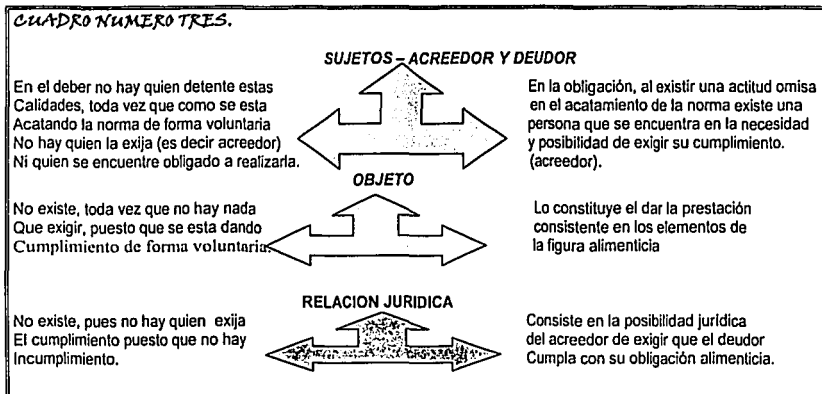 CUADRO NUMERO TRES.
SUJETOS – ACREEDOR Y DEUDOR
En el deber no hay quien detente estas
Calidades, toda vez que como se esta
Acatando la norma de forma voluntaria
No hay quien la exija (es decir acreedor)
Ni quien se encuentre obligado a realizarla.
En la obligación, al existir una actitud omisa
en el acatamiento de la norma existe una
persona que se encuentra en la necesidad
y posibilidad de exigir su cumplimiento.
(acreedor).
OBJETO
No existe, toda vez que no hay nada
Que exigir, puesto que se esta dando
Cumplimiento de forma voluntaria.
Lo constituye el dar la prestación
consistente en los elementos de
la figura alimenticia
RELACION JURIDICA
No existe, pues no hay quien exija
El cumplimiento puesto que no hay
Incumplimiento.
Consiste en la posibilidad jurídica
del acreedor de exigir que el deudor
Cumpla con su obligación alimenticia.